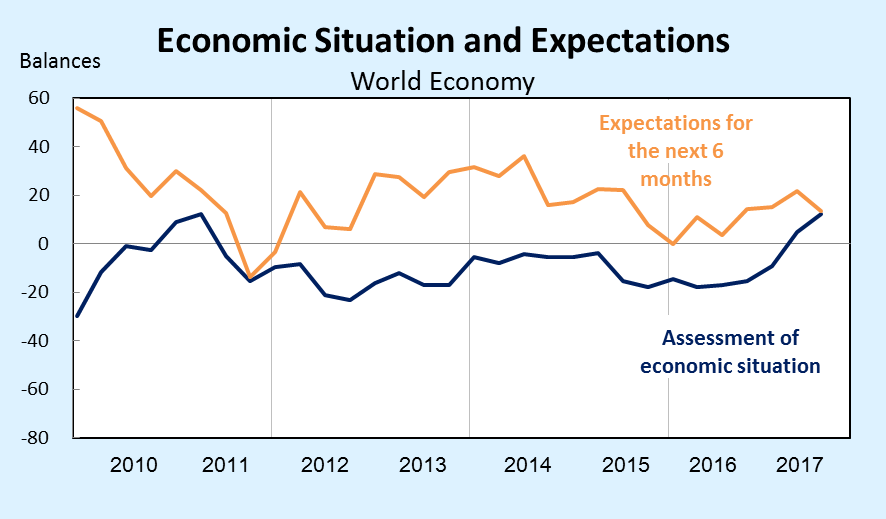 Economic Situation and Expectations
Balances
World Economy
60
40
20
0
-20
-40
-60
-80
Expectations for
the next 6
months
Assessment of
economic situation
2010 2011 2012 2013 2014 2015 2016 2017